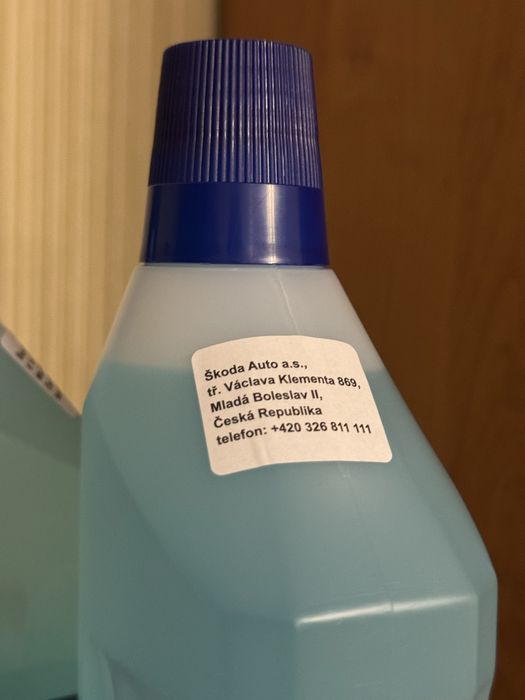 Škoda Auto a.s.,
tř. Václava Klementa 869,
Mladá Boleslav II,
Česká Republika
telefon: +420 326 811 111